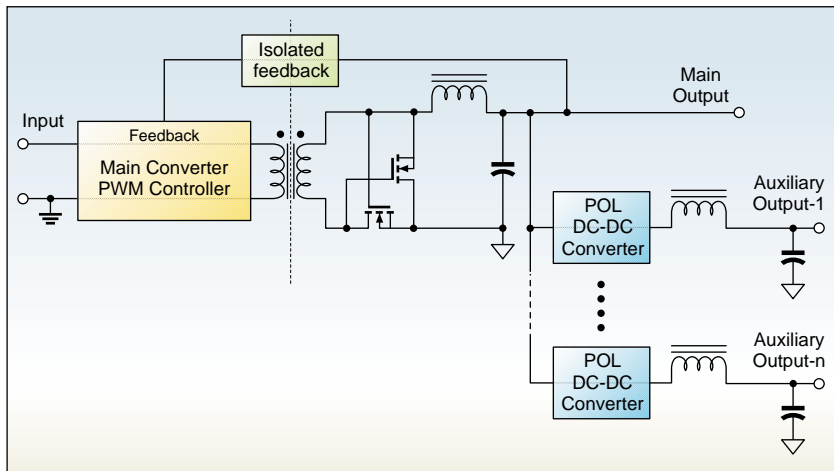 Isolated
feedback
Main
Output
Input
Feedback
Main Converter
PWM Controller
POL
DC-DC
Converter
Auxiliary
Output-1
POL
DC-DC
Converter
Auxiliary
Output-n